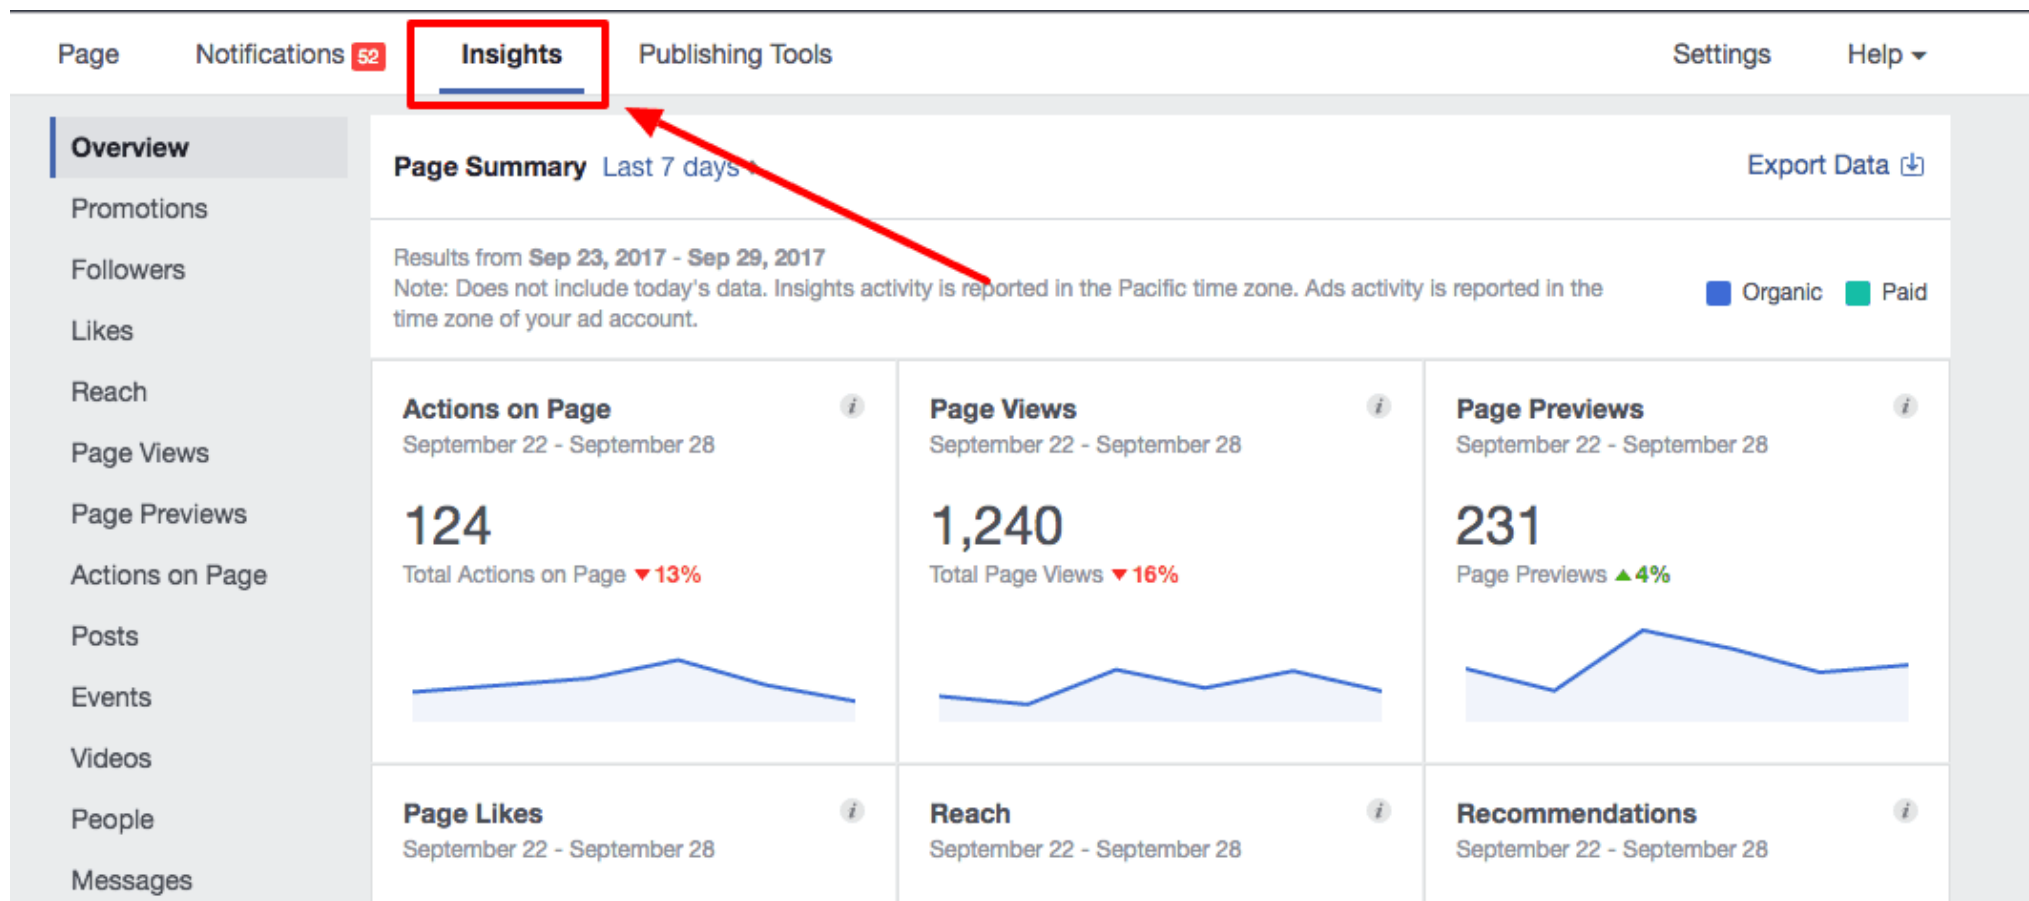 Page Notifications 52 Insights Publishing Tools Settings Help
Overview
Promotions
Followers
Likes
Reach
Page Views
Page Previews
Actions on Page
Posts
Events
Videos
People
Messages
Page Summary Last 7 days Export Data
Results from Sep 23, 2017 - Sep 29, 2017
Note: Does not include today's data. Insights activity is reported in the Pacific time zone. Ads activity is reported in the
time zone of your ad account.
Organic Paid
Actions on Page
September 22 - September 28
124
Total Actions on Page 13%
Page Views
September 22 - September 28
1,240
Total Page Views 16%
Page Previews
September 22 - September 28
231
Page Previews 4%
Page Likes
September 22 - September 28
Reach
September 22 - September 28
Recommendations
September 22 - September 28